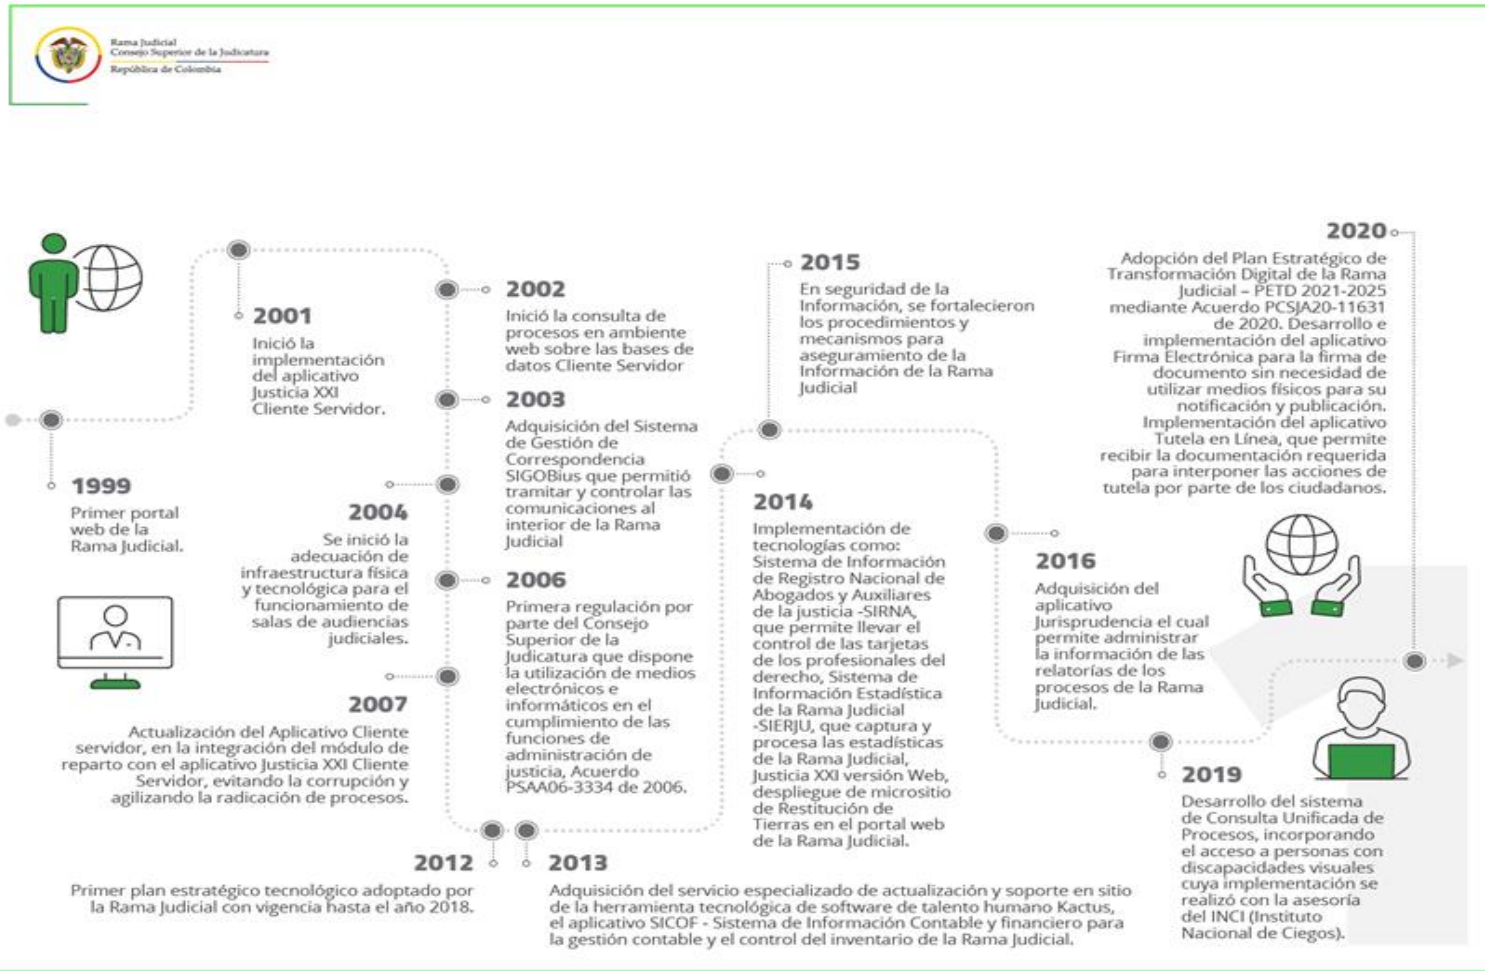 Rama Judicial
Consejo Superior de la Judicatura
República de Colombia
1999
Primer portal
web de la
Rama Judicial.
2001
Inició la
implementación
del aplicativo
Justicia XXI
Cliente Servidor.
2002
Inició la consulta de
procesos en ambiente
web sobre las bases de
datos Cliente Servidor
2003
Adquisición del Sistema
de Gestión de
Correspondencia
SIGOBius que permitió
tramitar y controlar las
comunicaciones al
interior de la Rama
Judicial
2004
Se inició la
adecuación de
infraestructura física
y tecnológica para el
funcionamiento de
salas de audiencias
judiciales.
2006
Primera regulación por
parte del Consejo
Superior de la
Judicatura que dispone
la utilización de medios
electrónicos e
informáticos en el
cumplimiento de las
funciones de
administración de
justicia, Acuerdo
PSAA06-3334 de 2006.
2007
Actualización del Aplicativo Cliente
servidor, en la integración del módulo de
reparto con el aplicativo Justicia XXI Cliente
Servidor, evitando la corrupción y
agilizando la radicación de procesos.
2012
Primer plan estratégico tecnológico adoptado por
la Rama Judicial con vigencia hasta el año 2018.
2013
Adquisición del servicio especializado de actualización y soporte en sitio
de la herramienta tecnológica de software de talento humano Kactus,
el aplicativo SICOF - Sistema de Información Contable y financiero para
la gestión contable y el control del inventario de la Rama Judicial.
2014
Implementación de
tecnologías como:
Sistema de Información
de Registro Nacional de
Abogados y Auxiliares
de la justicia -SIRNA,
que permite llevar el
control de las tarjetas
de los profesionales del
derecho, Sistema de
Información Estadística
de la Rama Judicial
-SIERJU, que captura y
procesa las estadísticas
de la Rama Judicial,
Justicia XXI versión Web,
despliegue de micrositio
de Restitución de
Tierras en el portal web
de la Rama Judicial.
2015
En seguridad de la
Información, se fortalecieron
los procedimientos y
mecanismos para
aseguramiento de la
Información de la Rama
Judicial
2016
Adquisición del
aplicativo
Jurisprudencia el cual
permite administrar
la información de las
relatorías de los
procesos de la Rama
Judicial.
2019
Desarrollo del sistema
de Consulta Unificada de
Procesos, incorporando
el acceso a personas con
discapacidades visuales
cuya implementación se
realizó con la asesoría
del INCI (Instituto
Nacional de Ciegos).
2020
Adopción del Plan Estratégico de
Transformación Digital de la Rama
Judicial – PETD 2021-2025
mediante Acuerdo PCSJA20-11631
de 2020. Desarrollo e
implementación del aplicativo
Firma Electrónica para la firma de
documento sin necesidad de
utilizar medios físicos para su
notificación y publicación.
Implementación del aplicativo
Tutela en Línea, que permite
recibir la documentación requerida
para interponer las acciones de
tutela por parte de los ciudadanos.